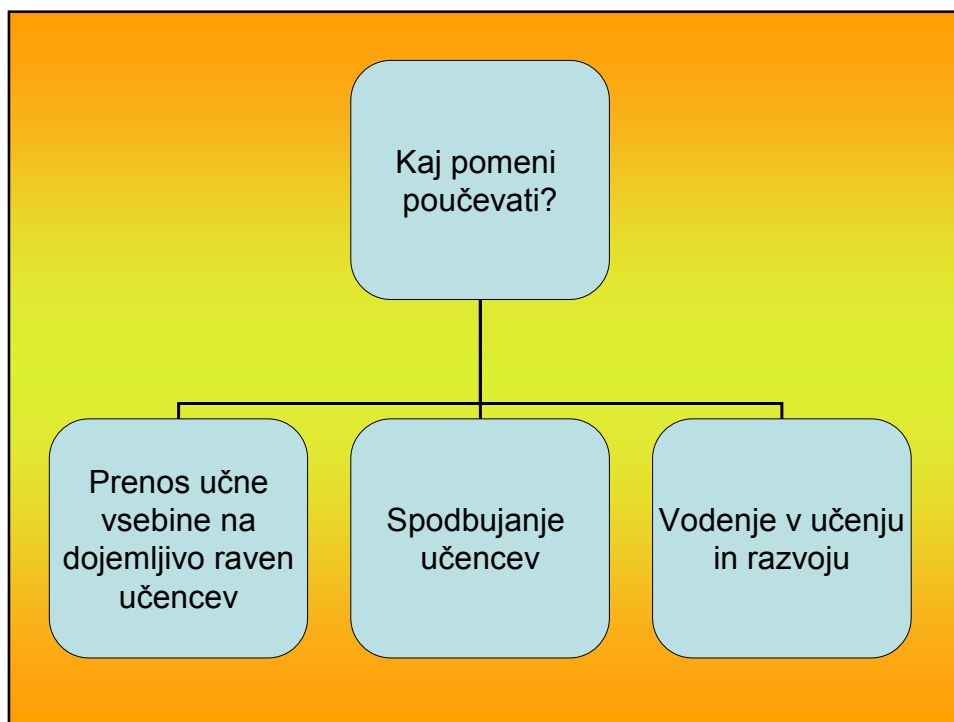 Kaj pomeni
poučevati?
Prenos učne
vsebine na
dojemljivo raven
učencev
Spodbujanje
učencev
Vodenje v učenju
in razvoju